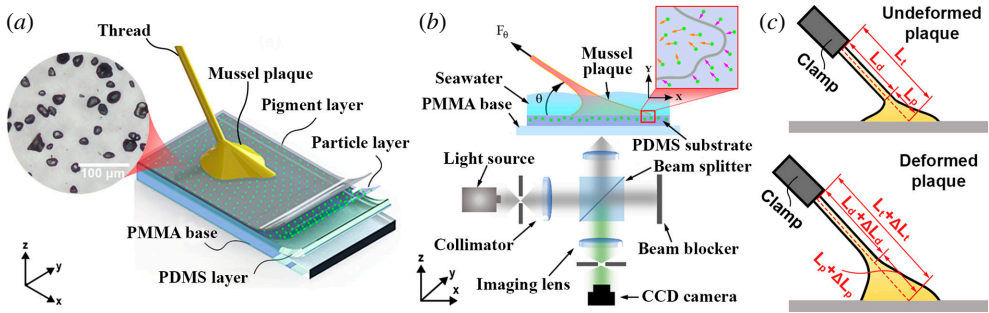 (a)
Thread
Mussel plaque
Pigment layer
Particle layer
100 μm
PMMA base
PDMS layer
z
y
x
(b)
F_θ
Mussel
plaque
Seawater
θ
Y
X
PMMA base
PDMS substrate
Light source
Beam splitter
Collimator
Beam blocker
Imaging lens
CCD camera
z
y
x
(c)
Undeformed
plaque
Clamp
L_t
L_d
L_p
Deformed
plaque
Clamp
L_t+ΔL_t
L_d+ΔL_d
L_p+ΔL_p